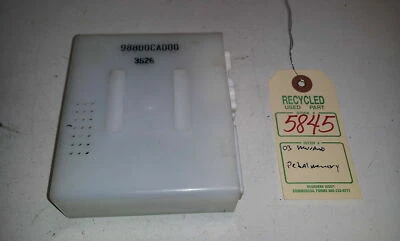 98800CA000
3526
RECYCLED
USED PART
5845
03 Murano
Pedal memory